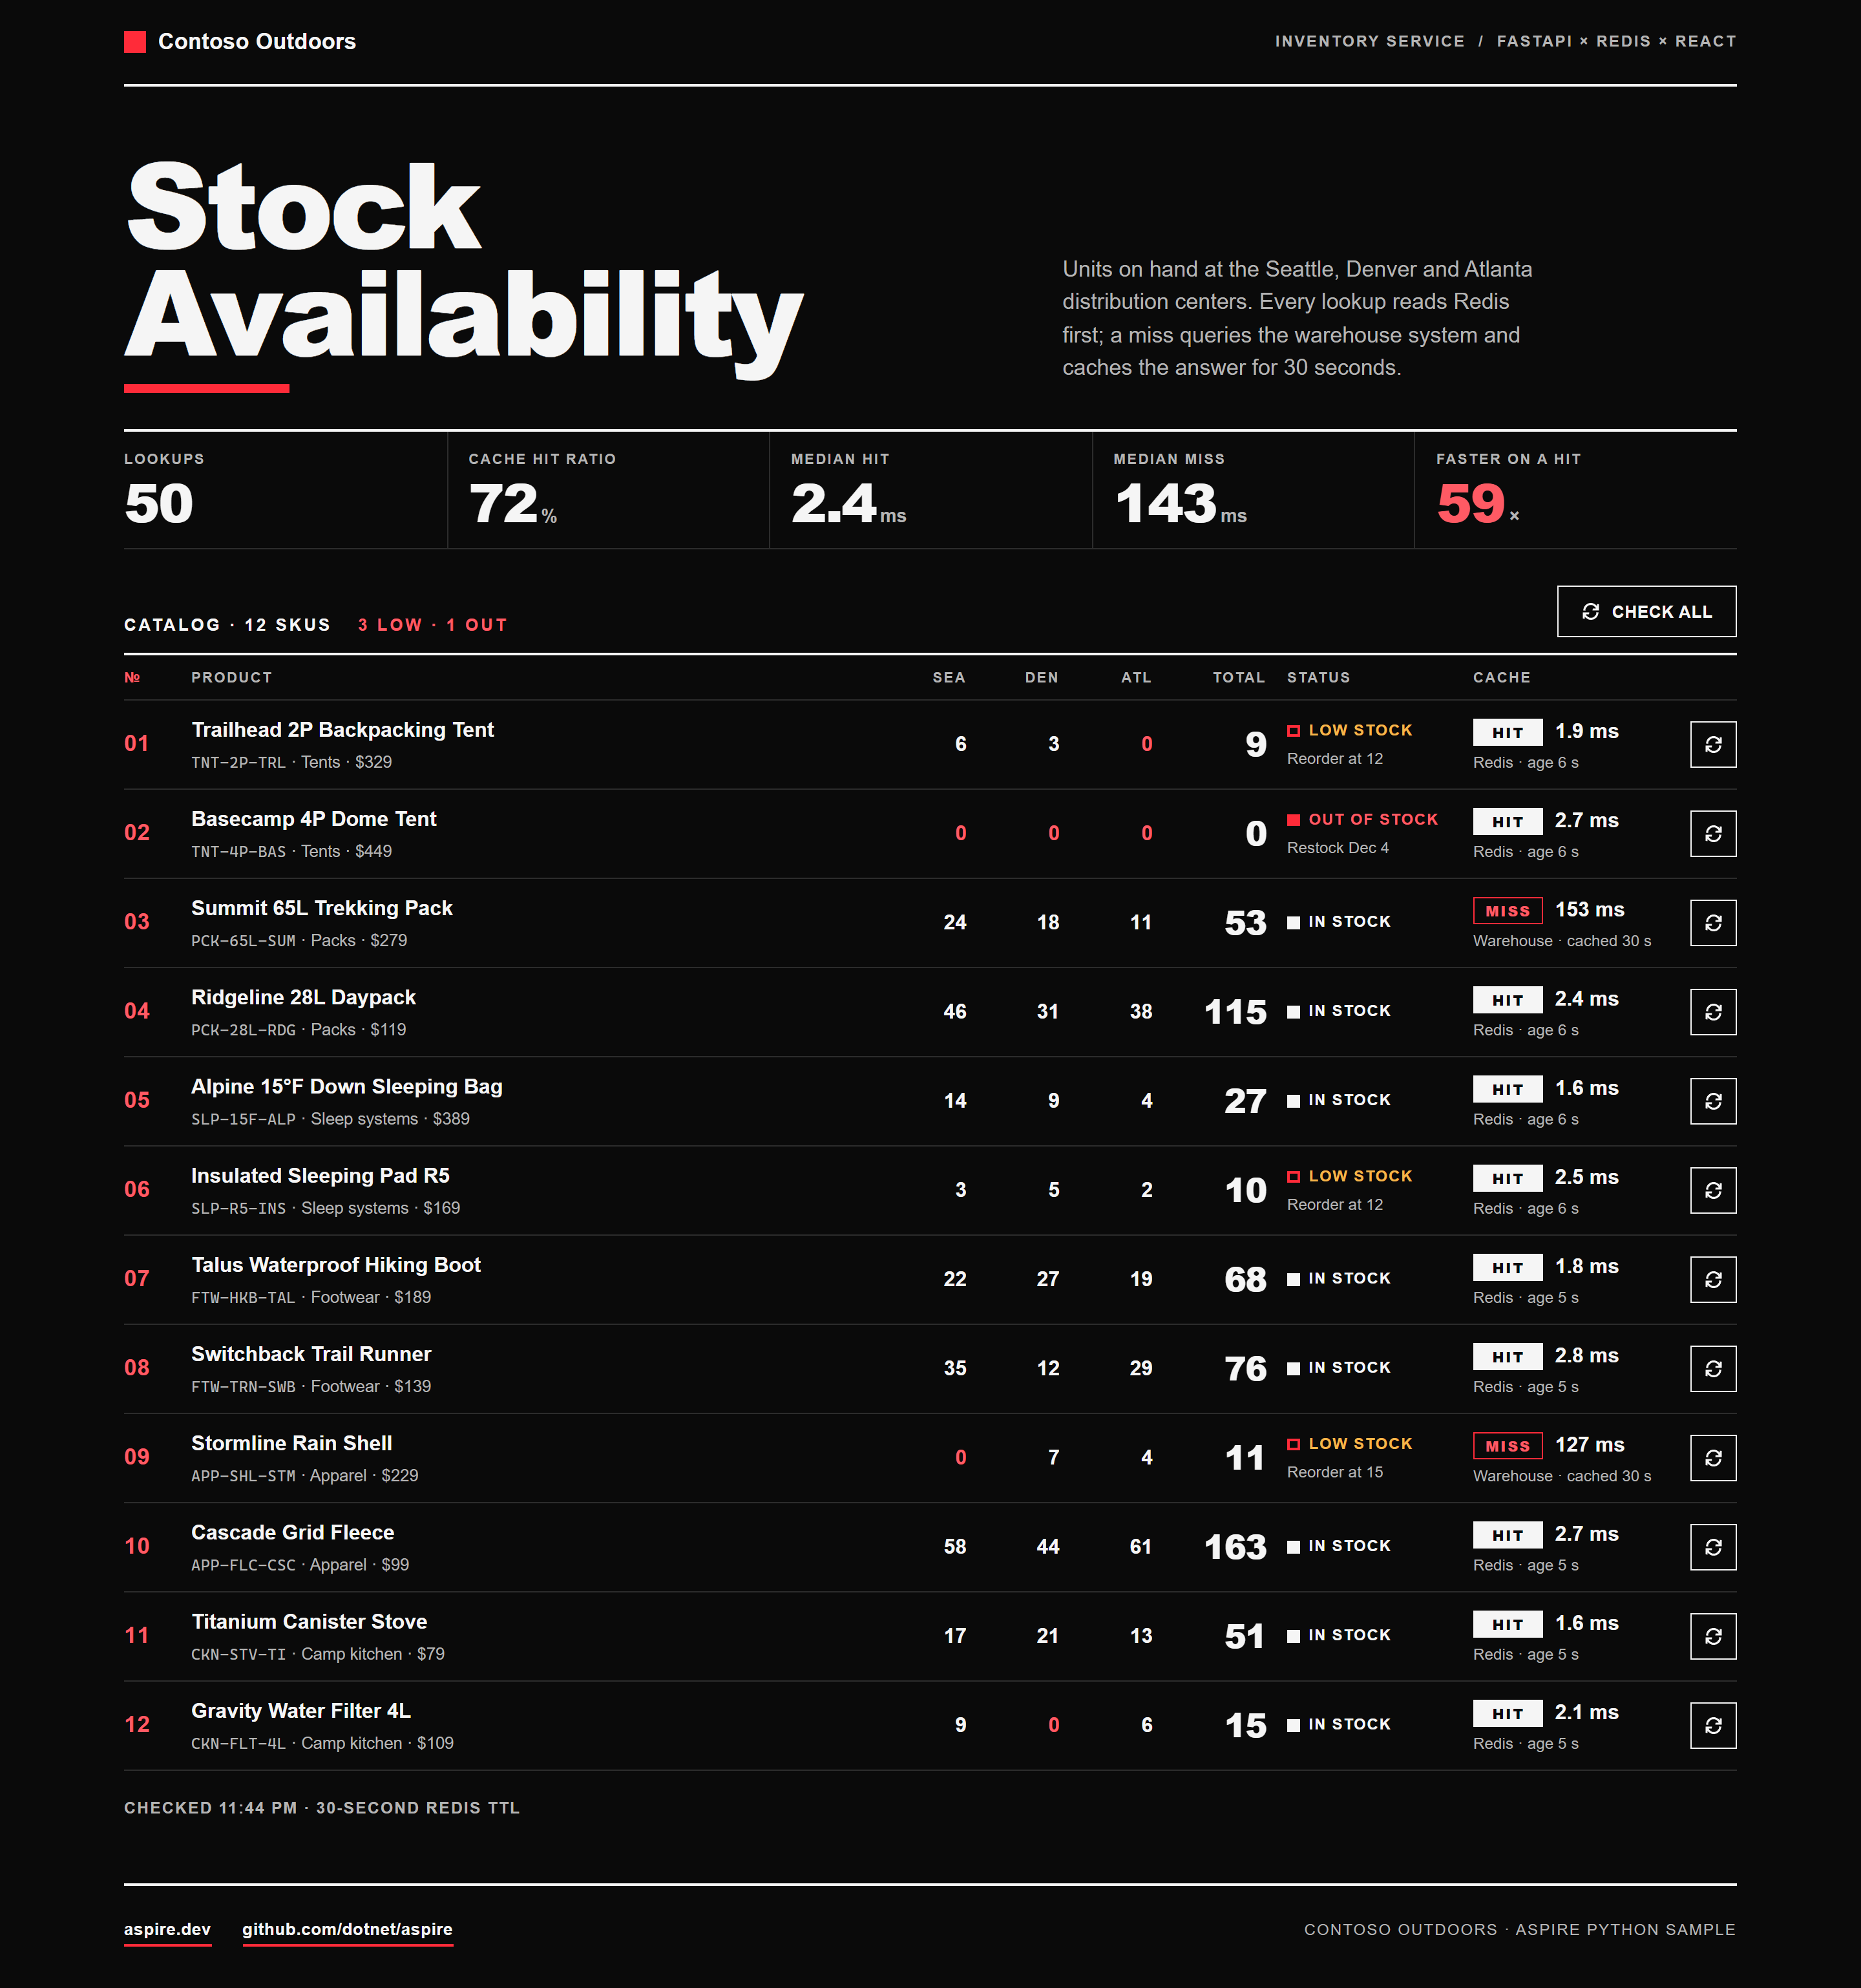 Contoso Outdoors
INVENTORY SERVICE / FASTAPI × REDIS × REACT
Stock
Availability
Units on hand at the Seattle, Denver and Atlanta
distribution centers. Every lookup reads Redis
first; a miss queries the warehouse system and
caches the answer for 30 seconds.
LOOKUPS
50
CACHE HIT RATIO
72%
MEDIAN HIT
2.4 ms
MEDIAN MISS
143 ms
FASTER ON A HIT
59 ×
CATALOG · 12 SKUS 3 LOW · 1 OUT
CHECK ALL
№ PRODUCT SEA DEN ATL TOTAL STATUS CACHE
01 Trailhead 2P Backpacking Tent 6 3 0 9 LOW STOCK HIT 1.9 ms
TNT-2P-TRL · Tents · $329 Reorder at 12 Redis · age 6 s
02 Basecamp 4P Dome Tent 0 0 0 0 OUT OF STOCK HIT 2.7 ms
TNT-4P-BAS · Tents · $449 Restock Dec 4 Redis · age 6 s
03 Summit 65L Trekking Pack 24 18 11 53 IN STOCK MISS 153 ms
PCK-65L-SUM · Packs · $279 Warehouse · cached 30 s
04 Ridgeline 28L Daypack 46 31 38 115 IN STOCK HIT 2.4 ms
PCK-28L-RDG · Packs · $119 Redis · age 6 s
05 Alpine 15°F Down Sleeping Bag 14 9 4 27 IN STOCK HIT 1.6 ms
SLP-15F-ALP · Sleep systems · $389 Redis · age 6 s
06 Insulated Sleeping Pad R5 3 5 2 10 LOW STOCK HIT 2.5 ms
SLP-R5-INS · Sleep systems · $169 Reorder at 12 Redis · age 6 s
07 Talus Waterproof Hiking Boot 22 27 19 68 IN STOCK HIT 1.8 ms
FTW-HKB-TAL · Footwear · $189 Redis · age 5 s
08 Switchback Trail Runner 35 12 29 76 IN STOCK HIT 2.8 ms
FTW-TRN-SWB · Footwear · $139 Redis · age 5 s
09 Stormline Rain Shell 0 7 4 11 LOW STOCK MISS 127 ms
APP-SHL-STM · Apparel · $229 Reorder at 15 Warehouse · cached 30 s
10 Cascade Grid Fleece 58 44 61 163 IN STOCK HIT 2.7 ms
APP-FLC-CSC · Apparel · $99 Redis · age 5 s
11 Titanium Canister Stove 17 21 13 51 IN STOCK HIT 1.6 ms
CKN-STV-TI · Camp kitchen · $79 Redis · age 5 s
12 Gravity Water Filter 4L 9 0 6 15 IN STOCK HIT 2.1 ms
CKN-FLT-4L · Camp kitchen · $109 Redis · age 5 s
CHECKED 11:44 PM · 30-SECOND REDIS TTL
aspire.dev github.com/dotnet/aspire
CONTOSO OUTDOORS · ASPIRE PYTHON SAMPLE